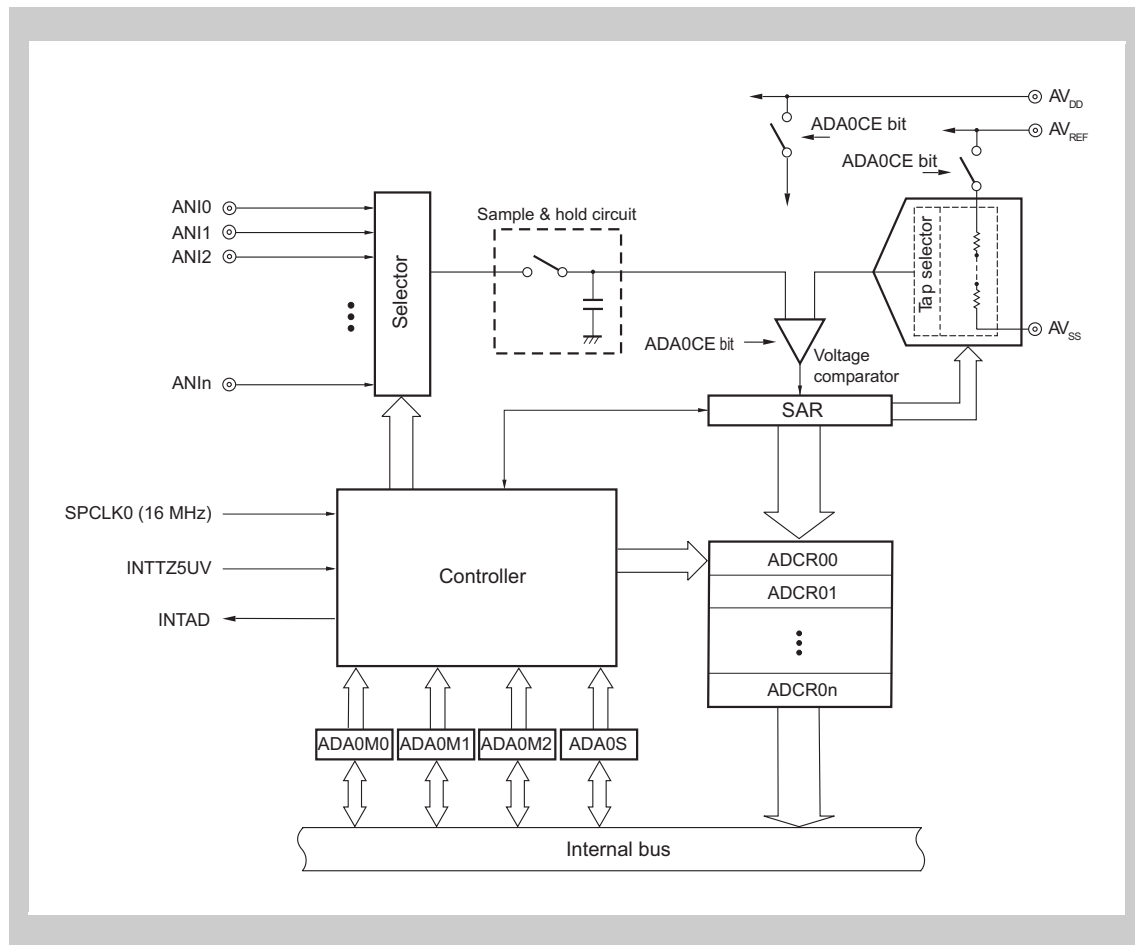 AVDD
ADA0CE bit
AVREF
ADA0CE bit
ANI0
ANI1
ANI2
ANIn
Selector
Sample & hold circuit
Tap selector
AVSS
ADA0CE bit
Voltage
comparator
SAR
SPCLK0 (16 MHz)
INTTZ5UV
INTAD
Controller
ADCR00
ADCR01
ADCR0n
ADA0M0
ADA0M1
ADA0M2
ADA0S
Internal bus